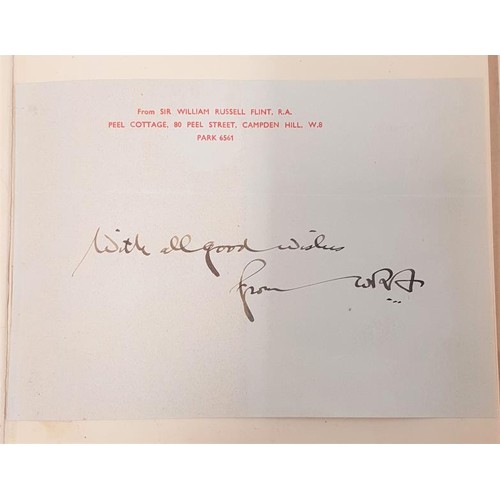 From SIR WILLIAM RUSSELL FLINT, R.A.
PEEL COTTAGE, 80 PEEL STREET, CAMPDEN HILL, W.8
PARK 6561
With all good wishes
from WRF